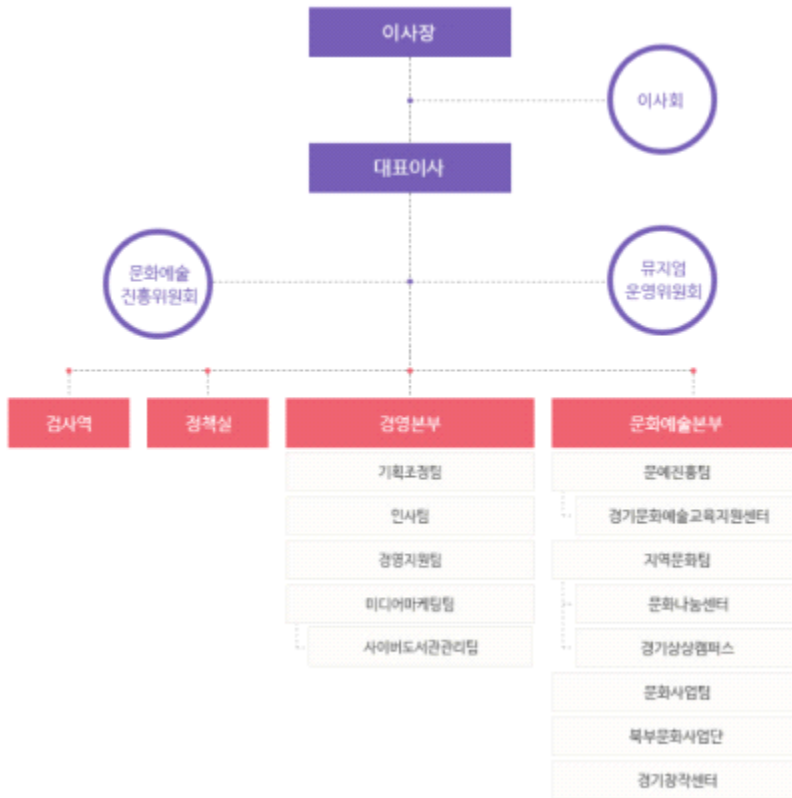 이사장
이사회
대표이사
문화예술
진흥위원회
뮤지엄
운영위원회
검사역
정책실
경영본부
문화예술본부
기획조정팀
인사팀
경영지원팀
미디어마케팅팀
사이버도서관관리팀
문예진흥팀
경기문화예술교육지원센터
지역문화팀
문화나눔센터
경기상상캠퍼스
문화사업팀
북부문화사업단
경기창작센터